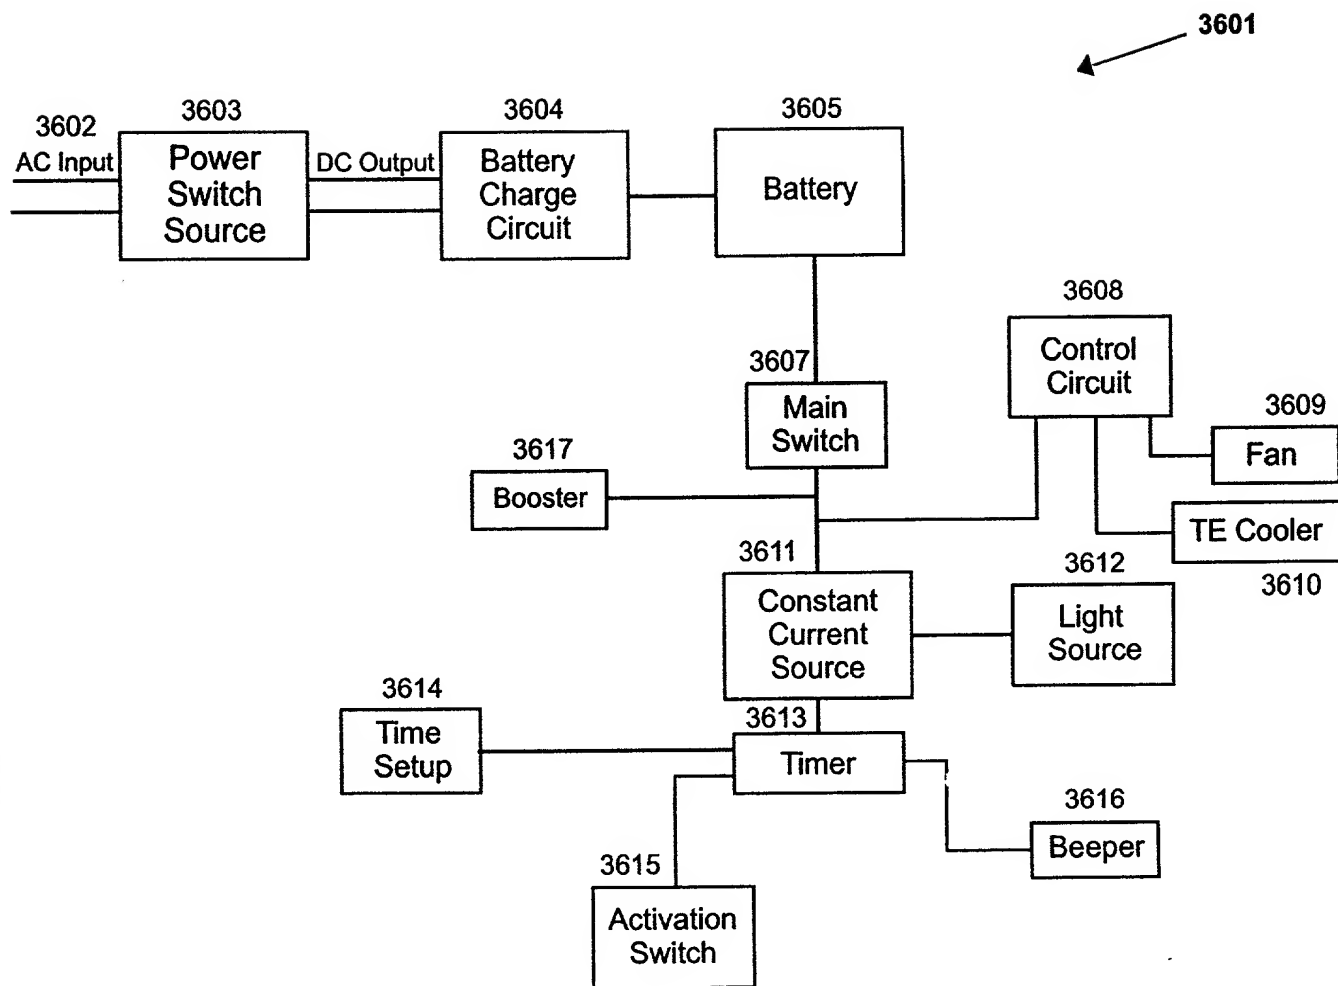 3601
3602
AC Input
3603
Power
Switch
Source
DC Output
3604
Battery
Charge
Circuit
3605
Battery
3607
Main
Switch
3608
Control
Circuit
3609
Fan
TE Cooler
3610
3617
Booster
3611
Constant
Current
Source
3612
Light
Source
3614
Time
Setup
3613
Timer
3616
Beeper
3615
Activation
Switch